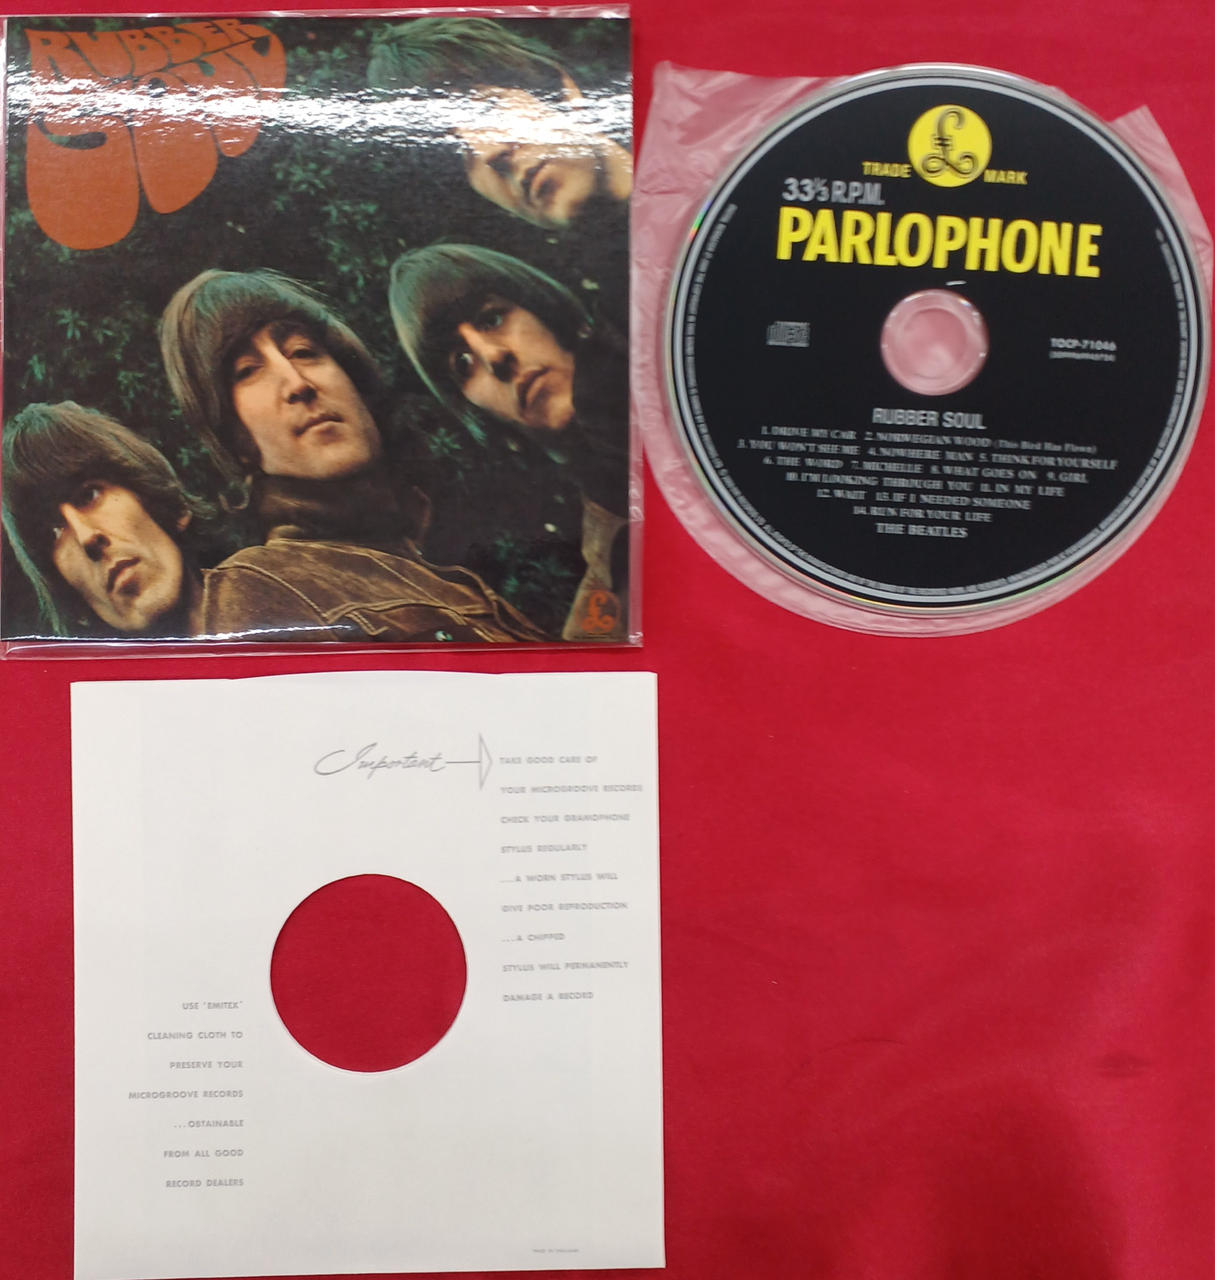 RUBBER
SOUL
TRADE MARK
33⅓ R.P.M.
PARLOPHONE
TOCP-71046
RUBBER SOUL
1. DRIVE MY CAR 2. NORWEGIAN WOOD (This Bird Has Flown)
3. YOU WON'T SEE ME 4. NOWHERE MAN 5. THINK FOR YOURSELF
6. THE WORD 7. MICHELLE 8. WHAT GOES ON 9. GIRL
10. I'M LOOKING THROUGH YOU 11. IN MY LIFE
12. WAIT 13. IF I NEEDED SOMEONE
14. RUN FOR YOUR LIFE
THE BEATLES
Important
TAKE GOOD CARE OF
YOUR MICROGROOVE RECORDS
CHECK YOUR GRAMOPHONE
STYLUS REGULARLY
...A WORN STYLUS WILL
GIVE POOR REPRODUCTION
...A CHIPPED
STYLUS WILL PERMANENTLY
DAMAGE A RECORD
USE 'EMITEX'
CLEANING CLOTH TO
PRESERVE YOUR
MICROGROOVE RECORDS
...OBTAINABLE
FROM ALL GOOD
RECORD DEALERS